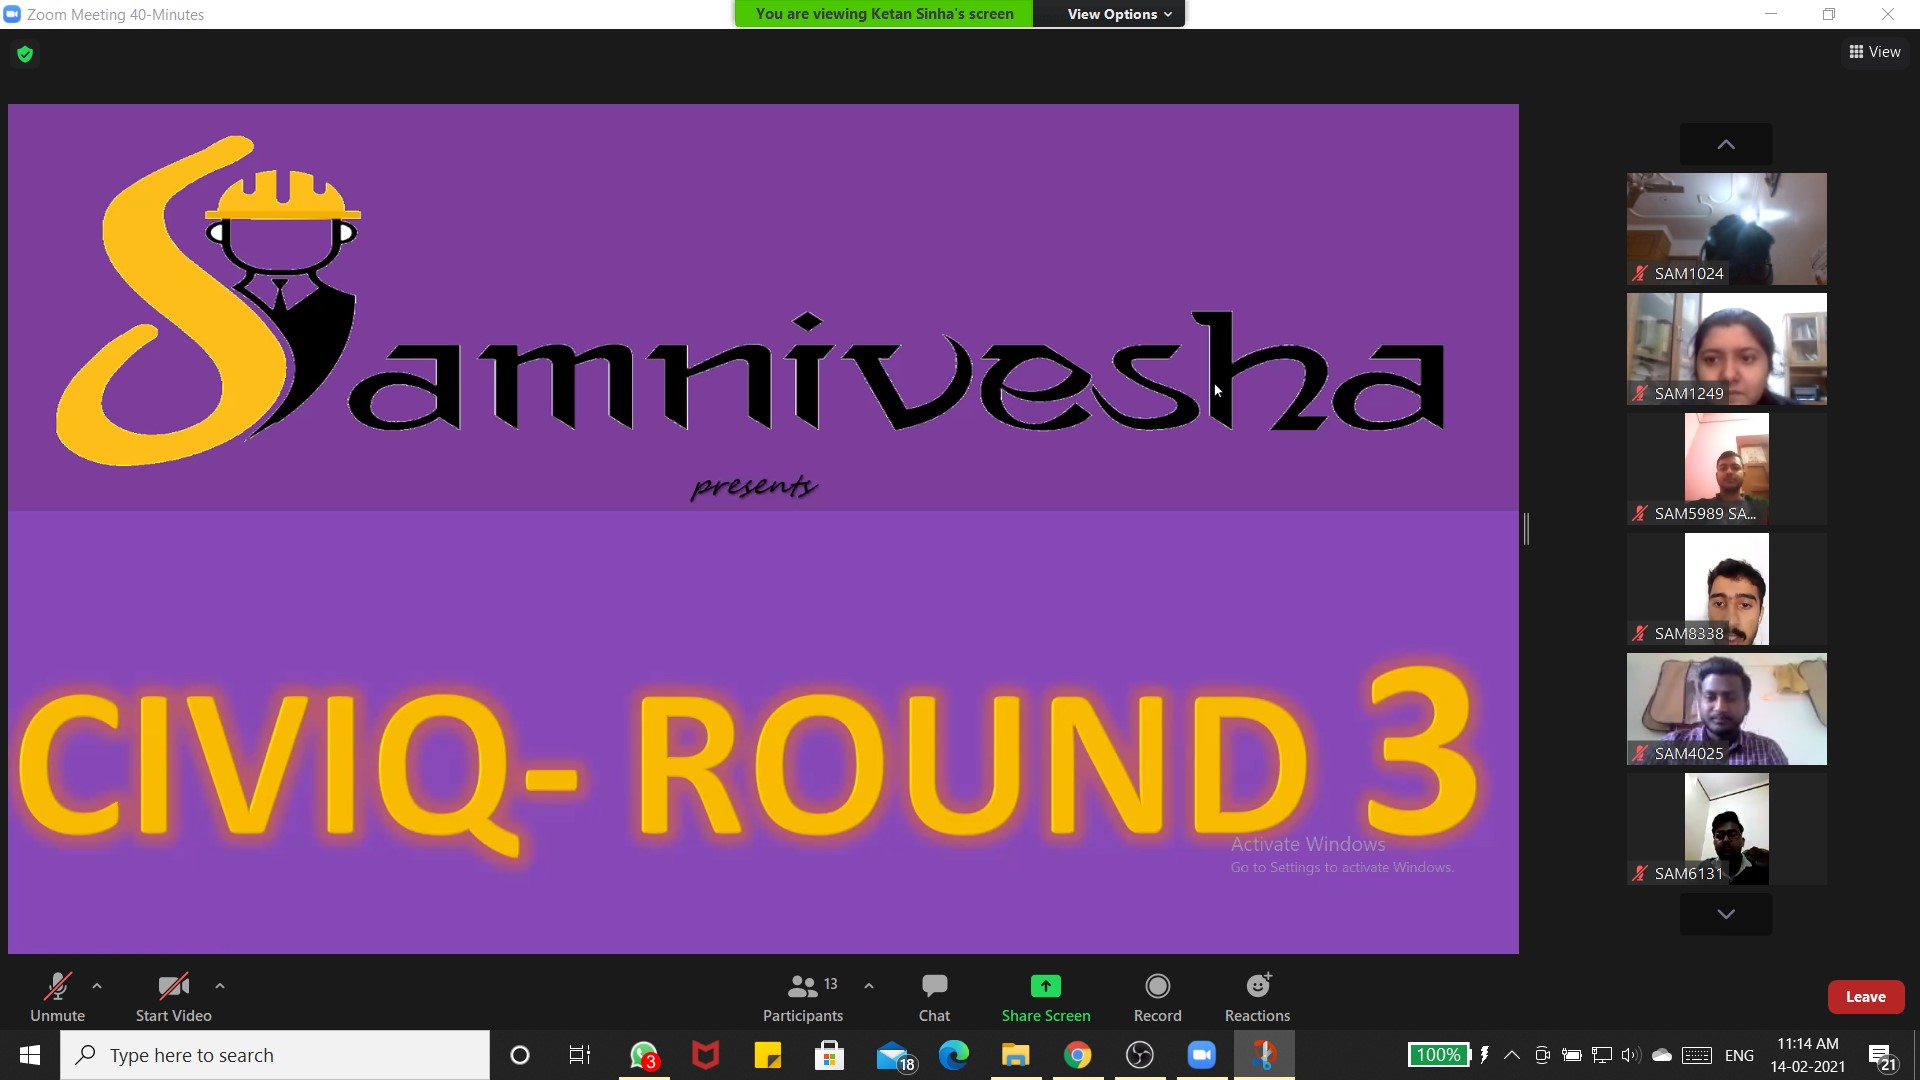 Zoom Meeting 40-Minutes
You are viewing Ketan Sinha's screen
View Options
View
Samnivesha
presents
CIVIQ- ROUND 3
Activate Windows
Go to Settings to activate Windows.
SAM1024
SAM1249
SAM5989 SA...
SAM8338
SAM4025
SAM6131
Unmute
Start Video
13
Participants
Chat
Share Screen
Record
Reactions
Leave
Type here to search
3
18
100%
ENG
11:14 AM
14-02-2021
21